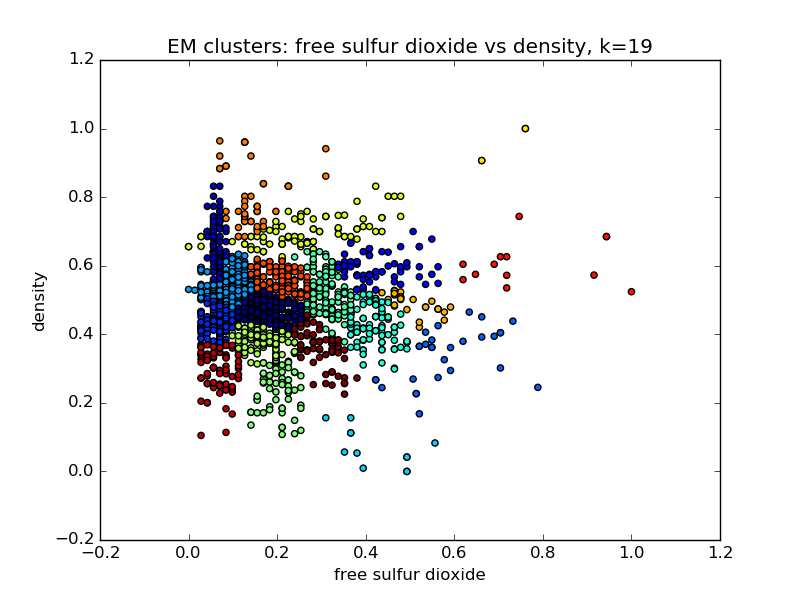 EM clusters: free sulfur dioxide vs density, k=19
1.2
1.0
0.8
0.6
0.4
0.2
0.0
−0.2
density
−0.2 0.0 0.2 0.4 0.6 0.8 1.0 1.2
free sulfur dioxide